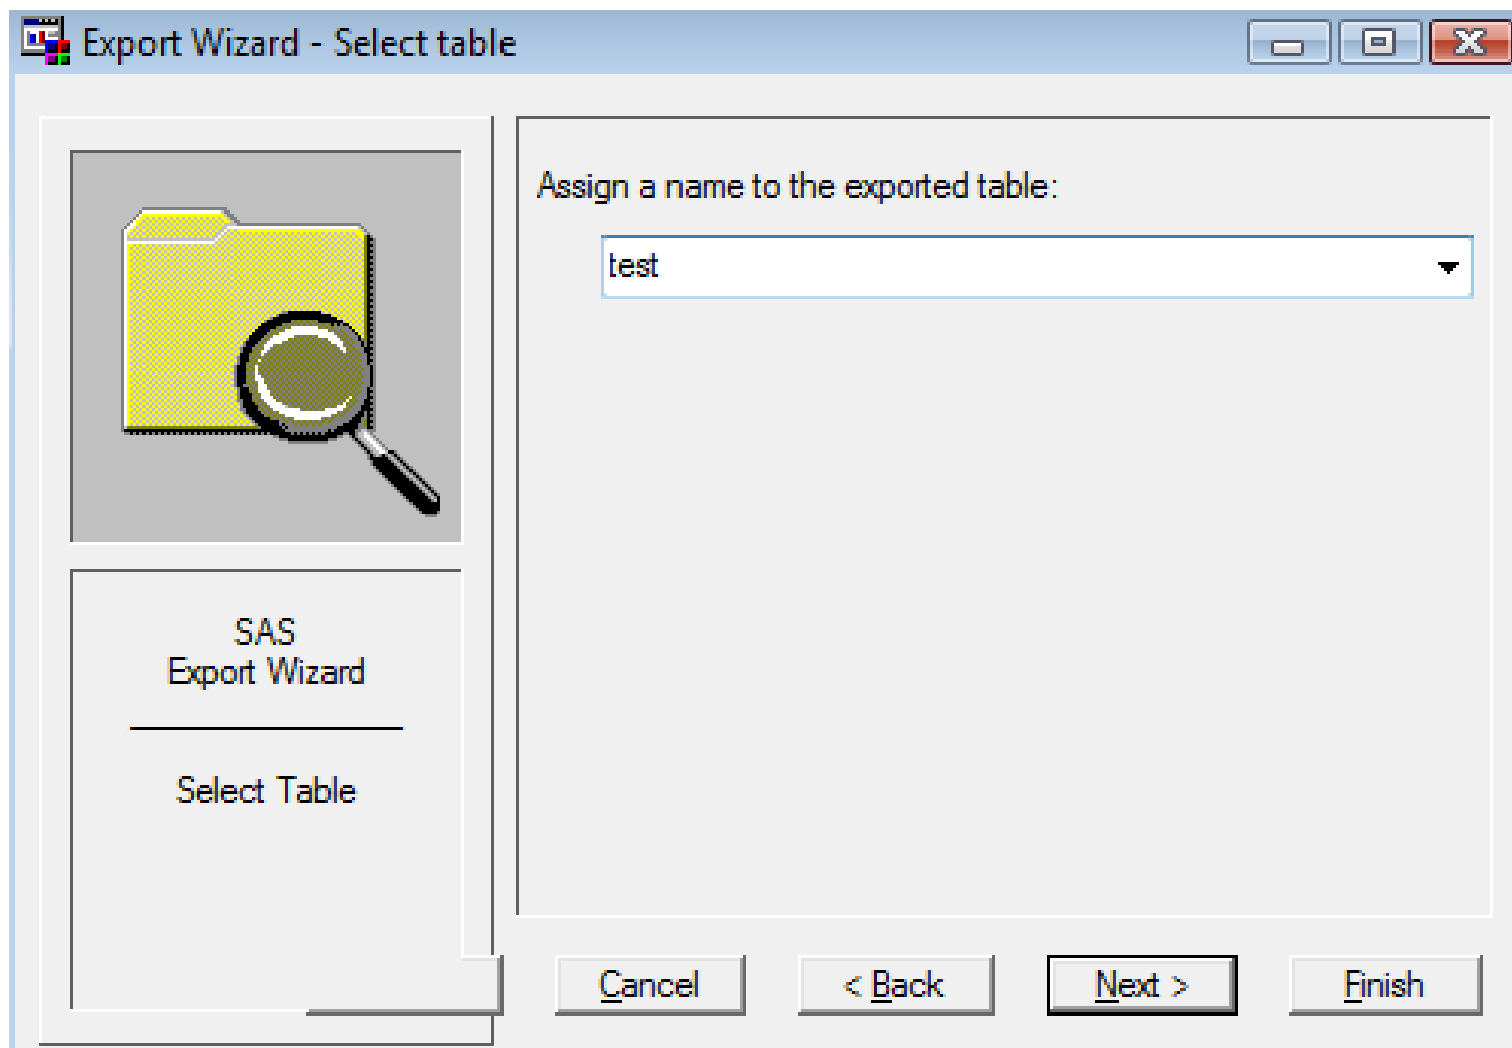 Export Wizard - Select table
Assign a name to the exported table:
test
SAS
Export Wizard
Select Table
Cancel
< Back
Next >
Finish